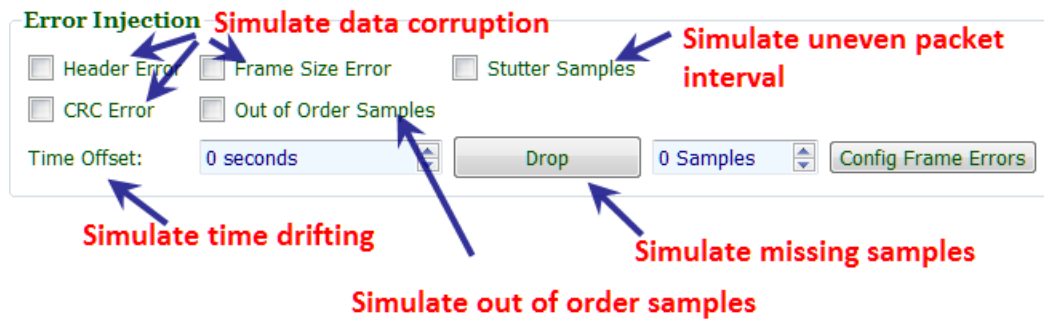 Error Injection
Simulate data corruption
Simulate uneven packet
interval
Header Error
Frame Size Error
Stutter Samples
CRC Error
Out of Order Samples
Time Offset:
0 seconds
Drop
0 Samples
Config Frame Errors
Simulate time drifting
Simulate missing samples
Simulate out of order samples